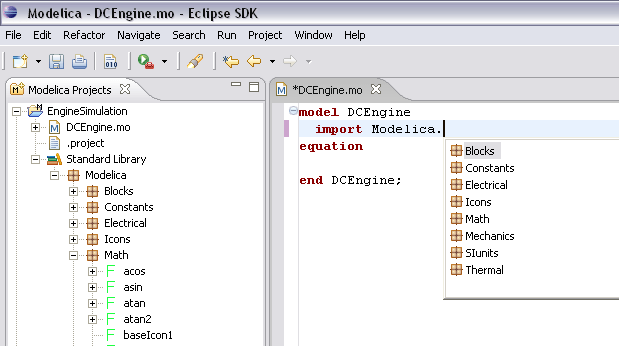 Modelica - DCEngine.mo - Eclipse SDK
File Edit Refactor Navigate Search Run Project Window Help
010
Modelica Projects
EngineSimulation
DCEngine.mo
.project
Standard Library
Modelica
Blocks
Constants
Electrical
Icons
Math
acos
asin
atan
atan2
baseIcon1
*DCEngine.mo
model DCEngine
import Modelica.
equation
end DCEngine;
Blocks
Constants
Electrical
Icons
Math
Mechanics
SIunits
Thermal